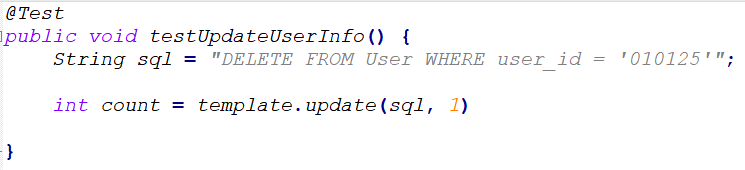 @Test
public void testUpdateUserInfo() {
    String sql = "DELETE FROM User WHERE user_id = '010125'";
    int count = template.update(sql, 1)
}